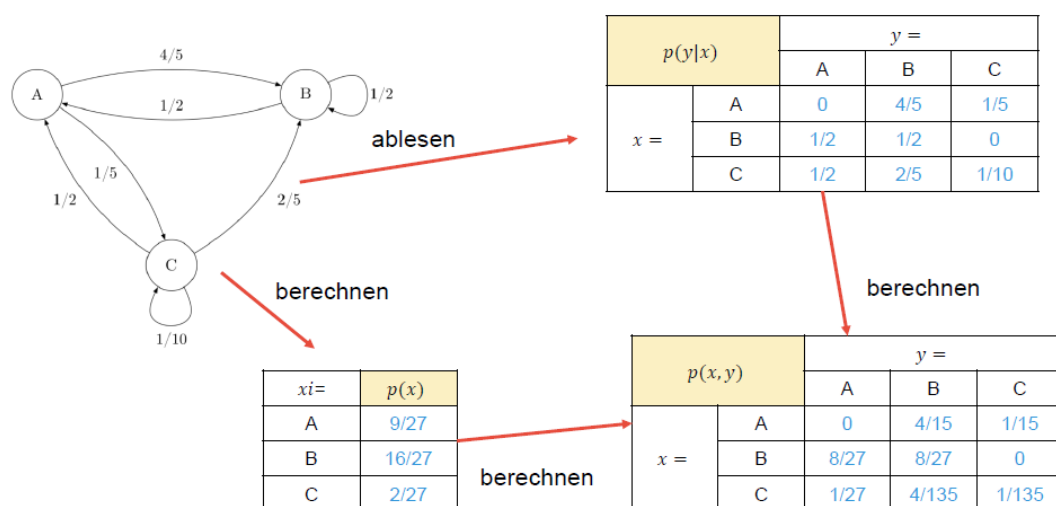 4/5
A
B
1/2
1/2
ablesen
1/5
1/2
2/5
C
1/10
berechnen
p(y|x) y =
A B C
A 0 4/5 1/5
x = B 1/2 1/2 0
C 1/2 2/5 1/10
berechnen
xi= p(x)
A 9/27
B 16/27
C 2/27
berechnen
p(x, y) y =
A B C
A 0 4/15 1/15
x = B 8/27 8/27 0
C 1/27 4/135 1/135